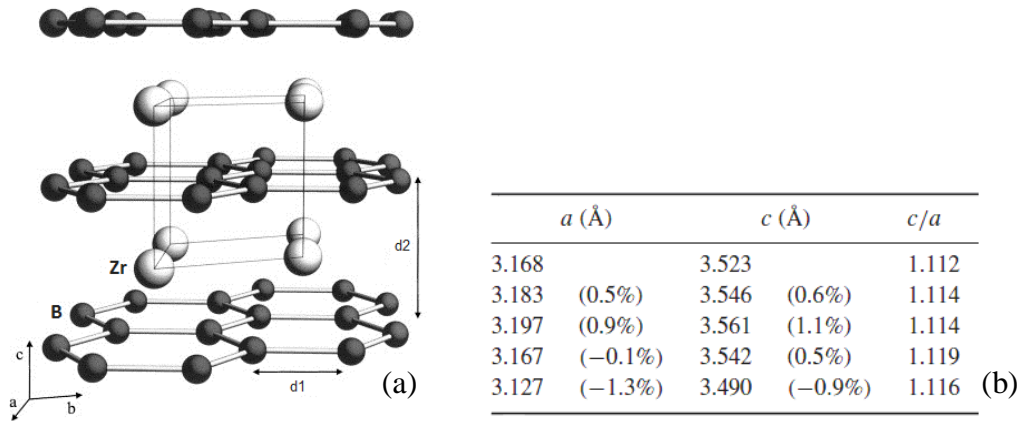 d2
Zr
B
d1
c
a
b
(a)
a (Å) c (Å) c/a
3.168 3.523 1.112
3.183 (0.5%) 3.546 (0.6%) 1.114
3.197 (0.9%) 3.561 (1.1%) 1.114
3.167 (−0.1%) 3.542 (0.5%) 1.119
3.127 (−1.3%) 3.490 (−0.9%) 1.116
(b)